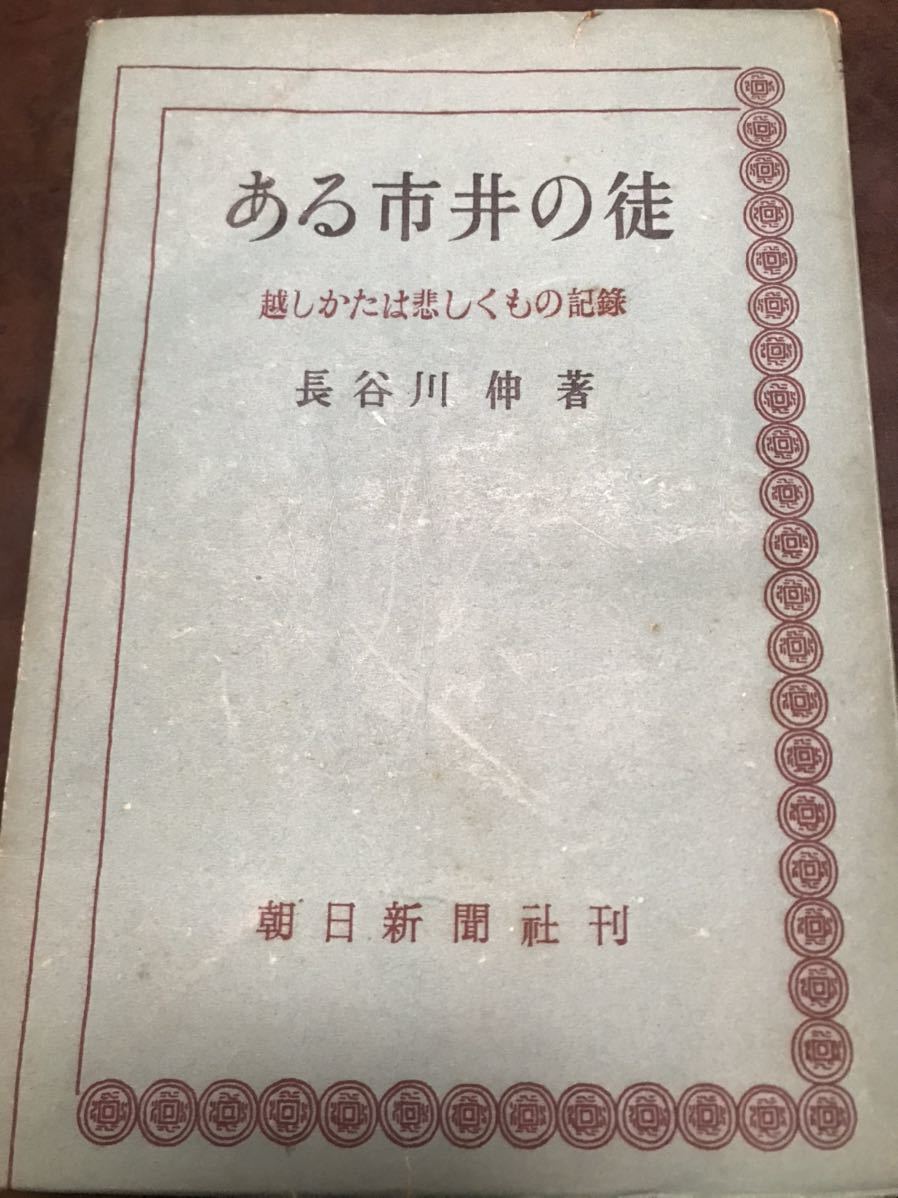 ある市井の徒
越しかたは悲しくもの記錄
長谷川伸著
朝日新聞社刊